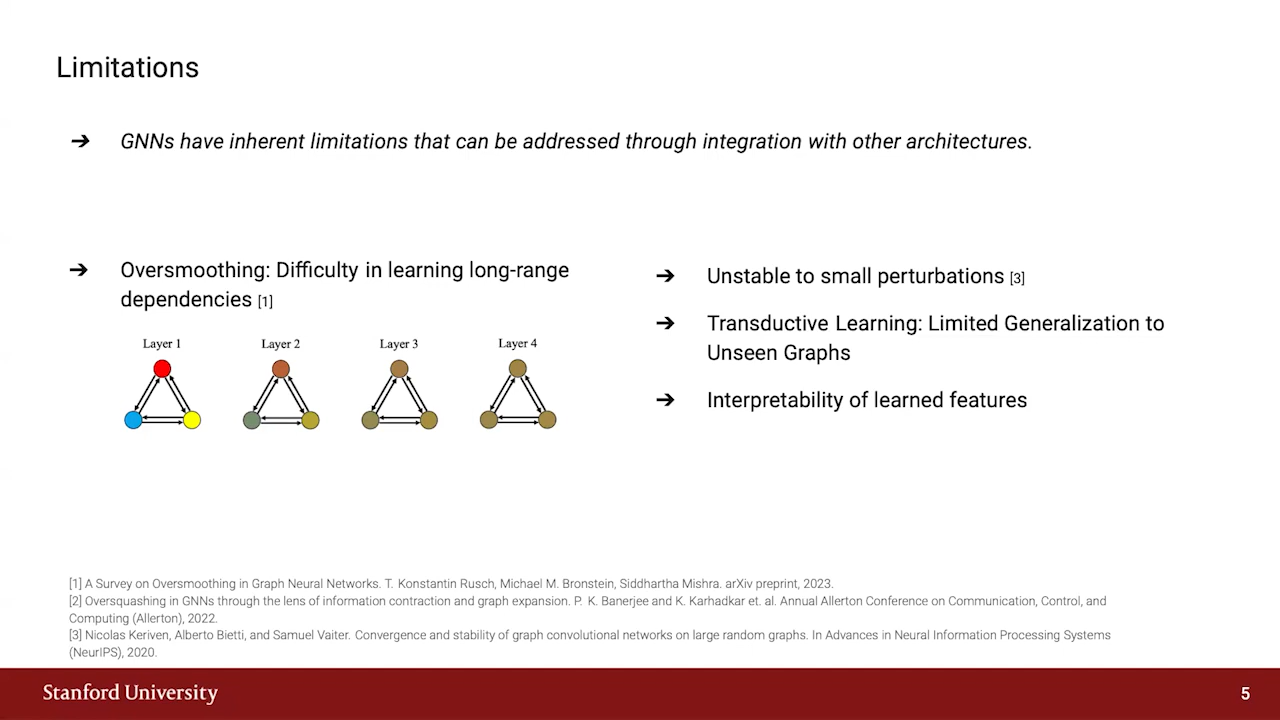 Limitations
➔ GNNs have inherent limitations that can be addressed through integration with other architectures.
➔ Oversmoothing: Difficulty in learning long-range
dependencies [1]
Layer 1 Layer 2 Layer 3 Layer 4
➔ Unstable to small perturbations [3]
➔ Transductive Learning: Limited Generalization to
Unseen Graphs
➔ Interpretability of learned features
[1] A Survey on Oversmoothing in Graph Neural Networks. T. Konstantin Rusch, Michael M. Bronstein, Siddhartha Mishra. arXiv preprint, 2023.
[2] Oversquashing in GNNs through the lens of information contraction and graph expansion. P. K. Banerjee and K. Karhadkar et. al. Annual Allerton Conference on Communication, Control, and
Computing (Allerton), 2022.
[3] Nicolas Keriven, Alberto Bietti, and Samuel Vaiter. Convergence and stability of graph convolutional networks on large random graphs. In Advances in Neural Information Processing Systems
(NeurIPS), 2020.
Stanford University 5